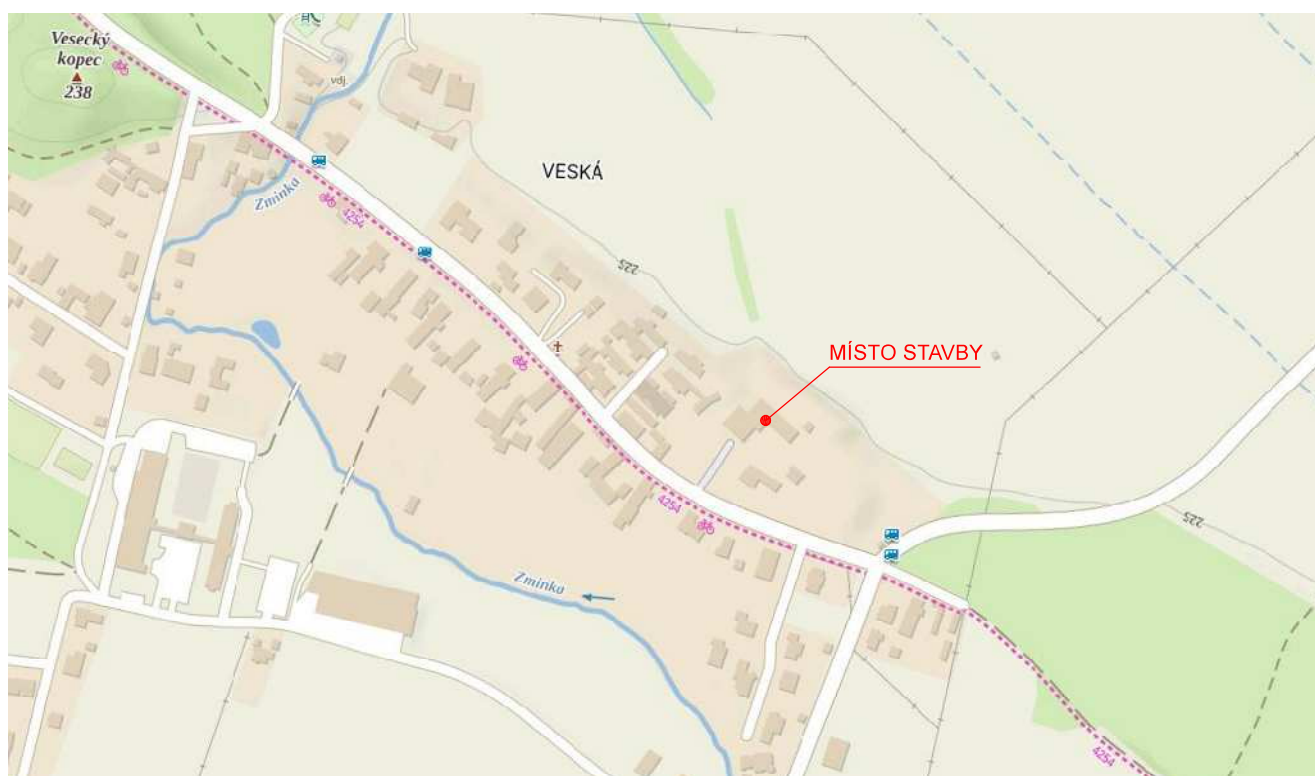 Vesecký
kopec
238
vdj.
VESKÁ
Zminka
4254
225
MÍSTO STAVBY
4254
225
Zminka
4254